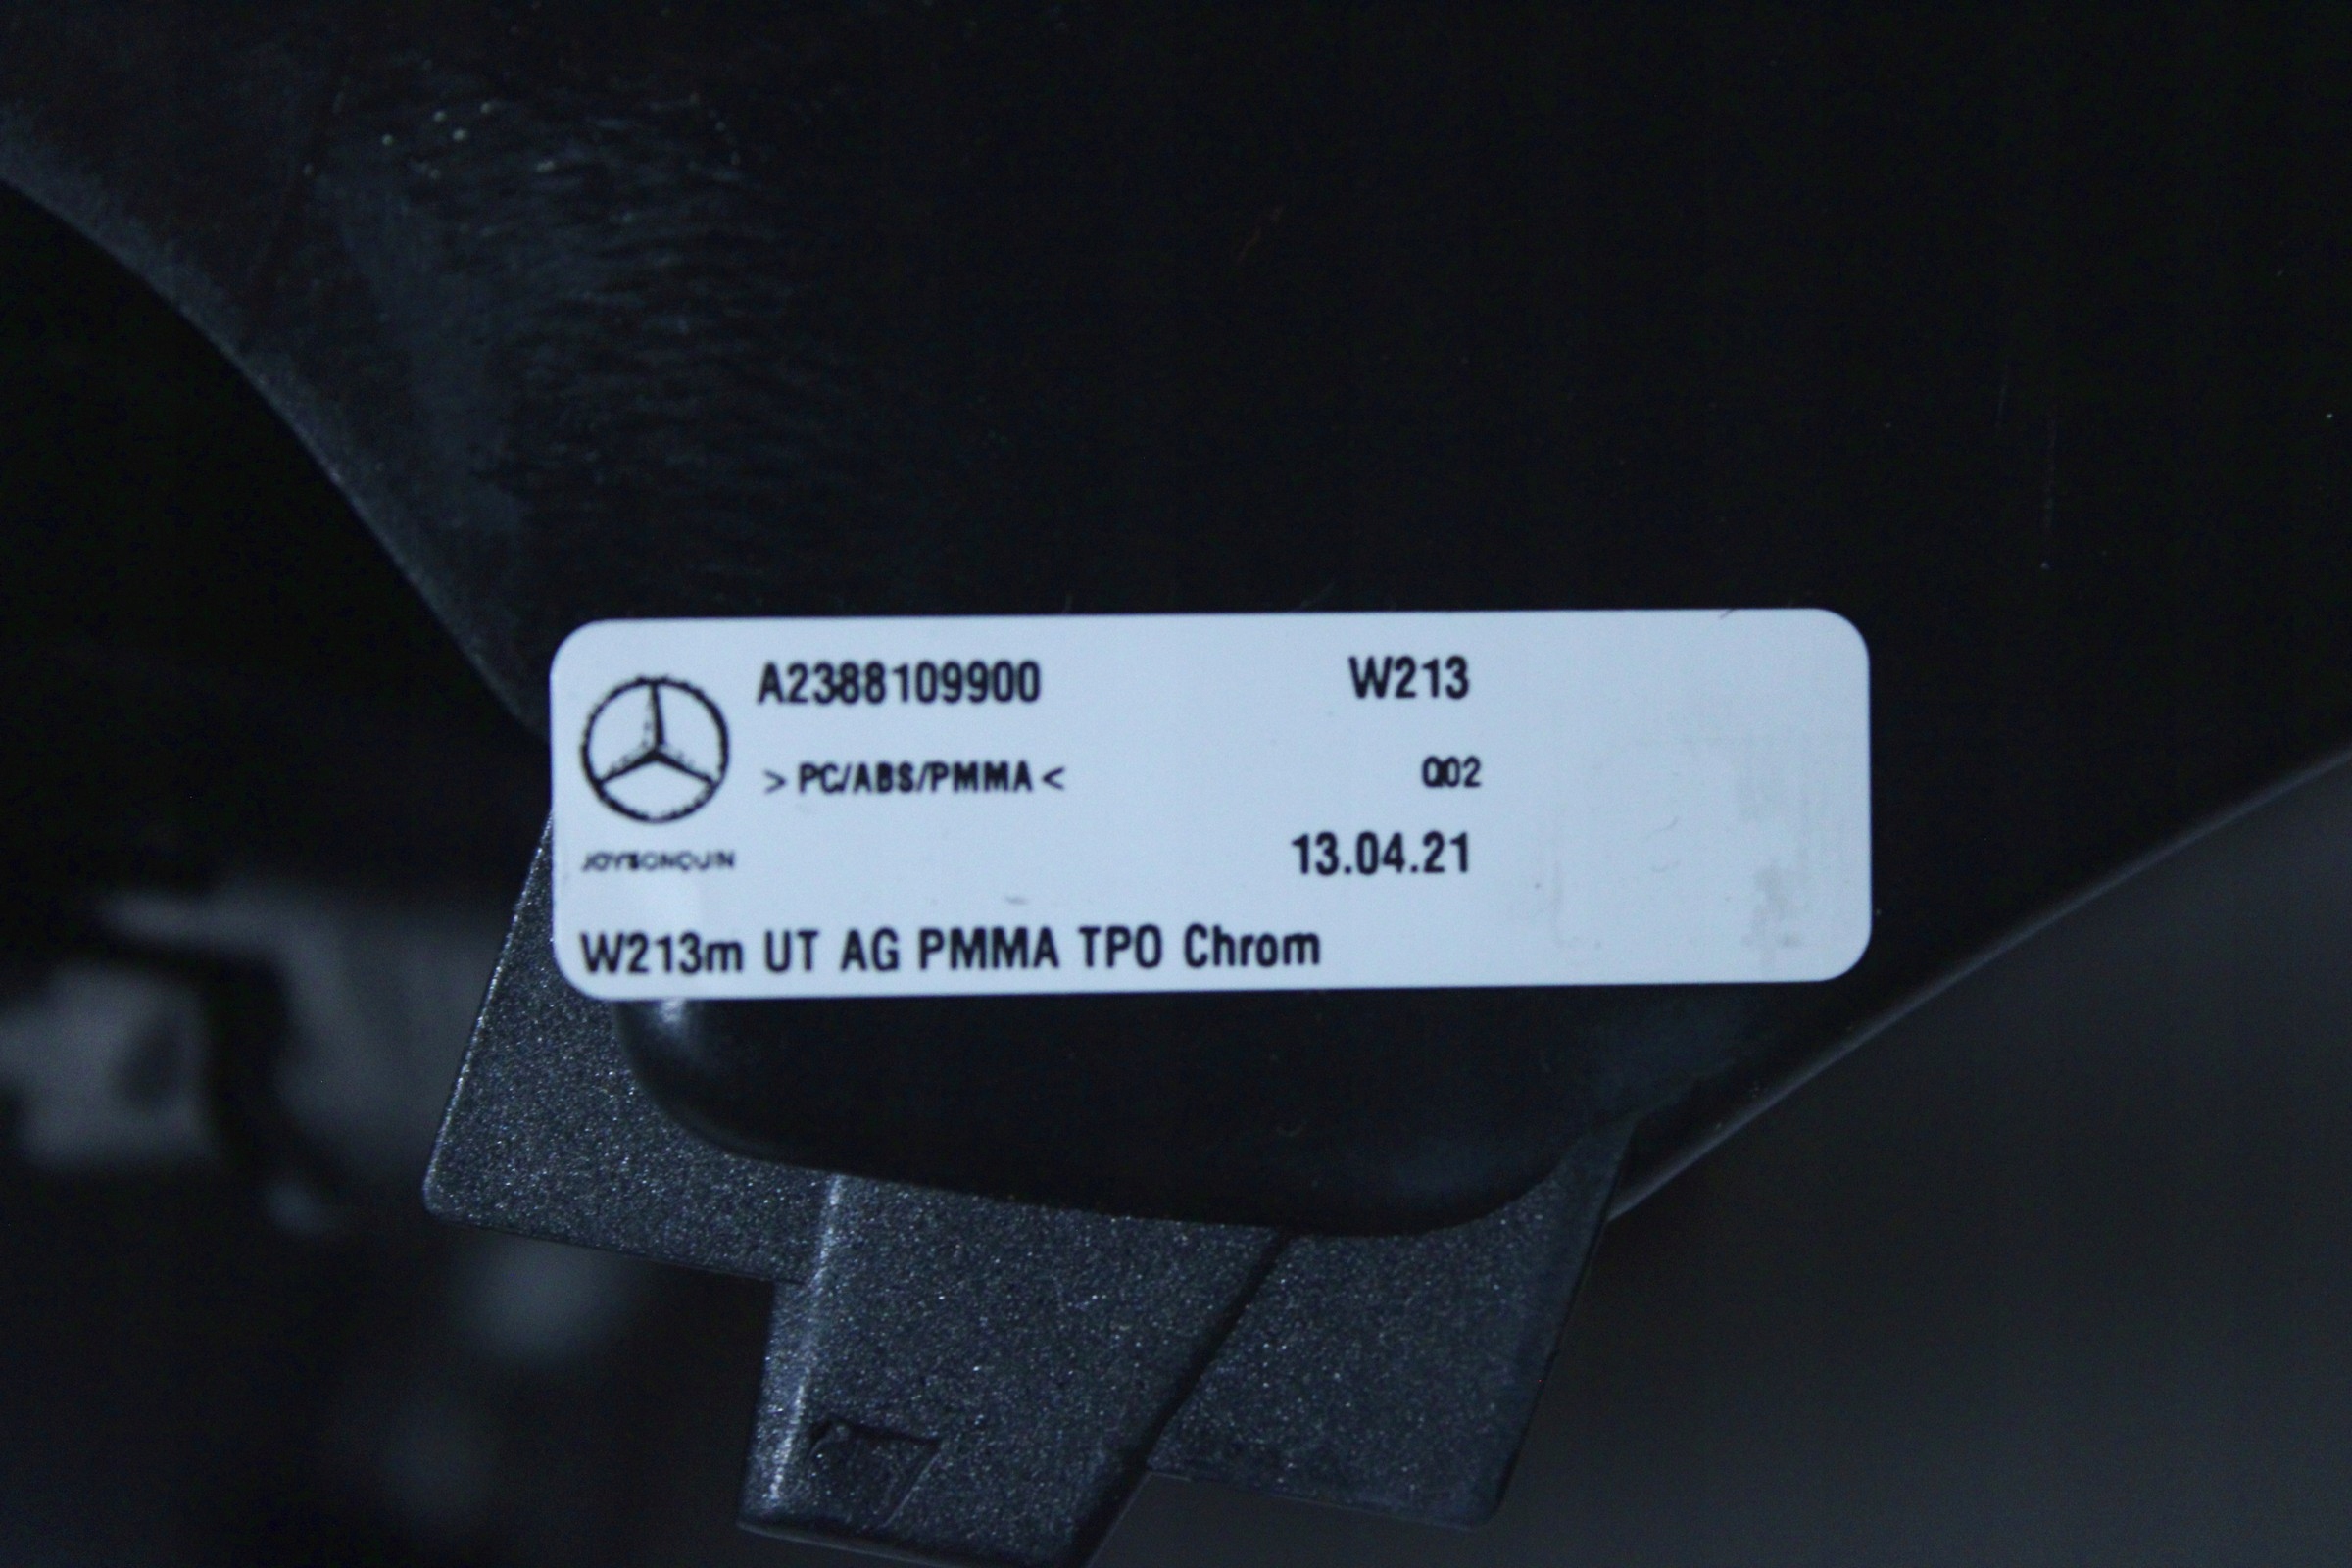 A2388109900 W213
>PC/ABS/PMMA< Q02
JOYSONQUIN 13.04.21
W213m UT AG PMMA TPO Chrom